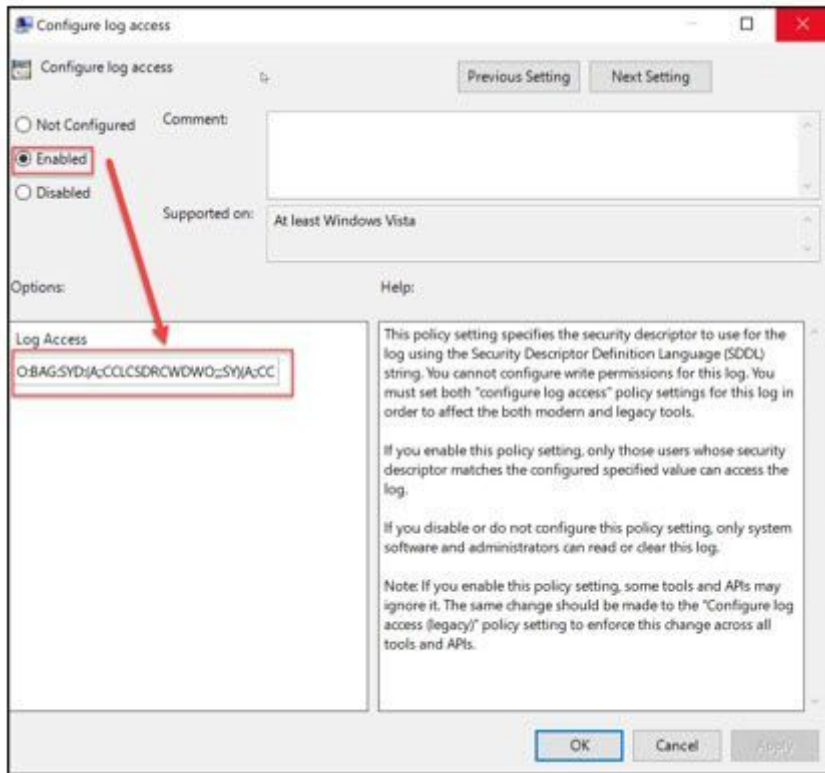 Configure log access
Configure log access
Previous Setting
Next Setting
Not Configured
Comment:
Enabled
Disabled
Supported on:
At least Windows Vista
Options:
Help:
Log Access
O:BAG:SYD:(A;;CCLCSDRCWDWO;;;SY)(A;;CC
This policy setting specifies the security descriptor to use for the
log using the Security Descriptor Definition Language (SDDL)
string. You cannot configure write permissions for this log. You
must set both "configure log access" policy settings for this log in
order to affect the both modern and legacy tools.
If you enable this policy setting, only those users whose security
descriptor matches the configured specified value can access the
log.
If you disable or do not configure this policy setting, only system
software and administrators can read or clear this log.
Note: If you enable this policy setting, some tools and APIs may
ignore it. The same change should be made to the "Configure log
access (legacy)" policy setting to enforce this change across all
tools and APIs.
OK
Cancel
Apply